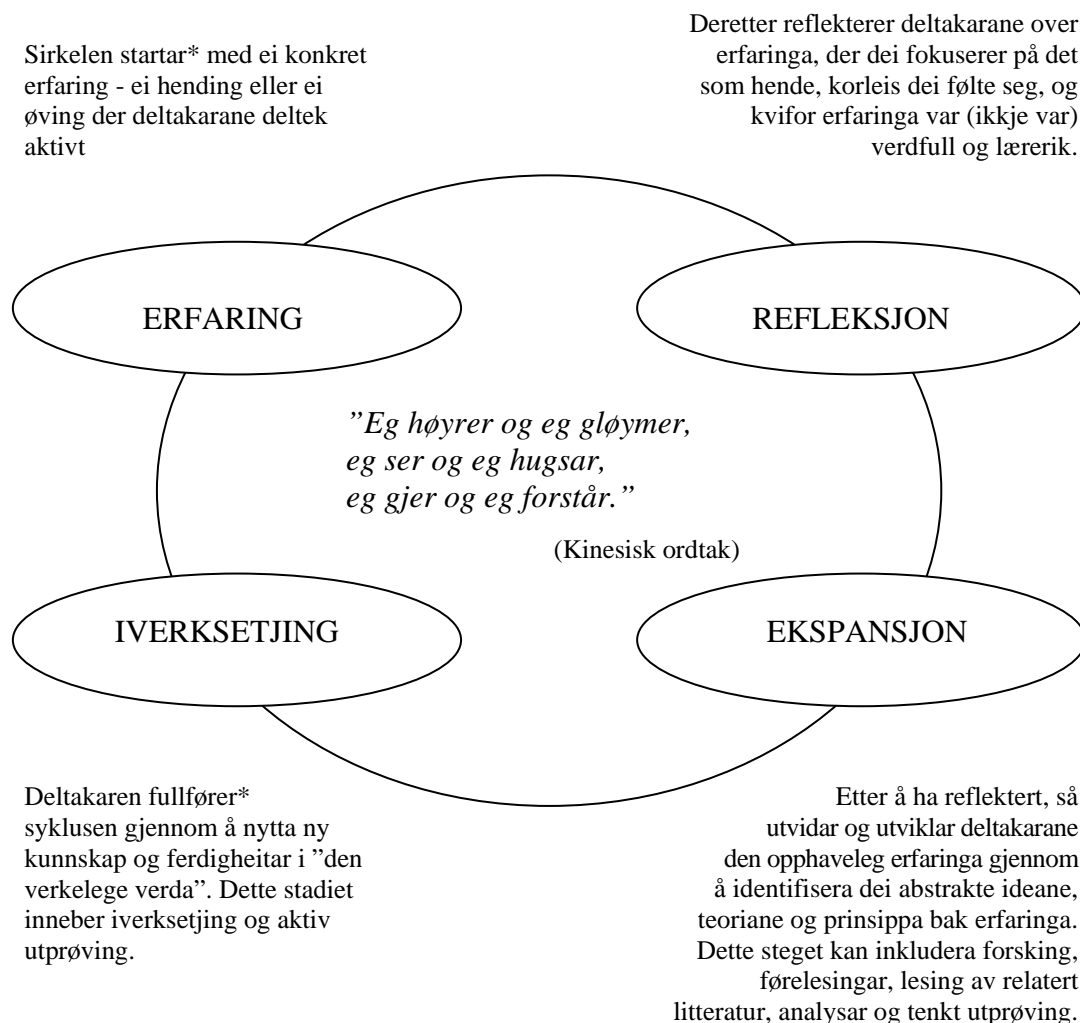 Sirkelen startar* med ei konkret
erfaring - ei hending eller ei
øving der deltakarane deltek
aktivt
Deretter reflekterer deltakarane over
erfaringa, der dei fokuserer på det
som hende, korleis dei følte seg, og
kvifor erfaringa var (ikkje var)
verdfull og lærerik.
ERFARING
REFLEKSJON
”Eg høyrer og eg gløymer,
eg ser og eg hugsar,
eg gjer og eg forstår.”
(Kinesisk ordtak)
IVERKSETJING
EKSPANSJON
Deltakaren fullfører*
syklusen gjennom å nytta ny
kunnskap og ferdigheitar i ”den
verkelege verda”. Dette stadiet
inneber iverksetjing og aktiv
utprøving.
Etter å ha reflektert, så
utvidar og utviklar deltakarane
den opphaveleg erfaringa gjennom
å identifisera dei abstrakte ideane,
teoriane og prinsippa bak erfaringa.
Dette steget kan inkludera forsking,
førelesingar, lesing av relatert
litteratur, analysar og tenkt utprøving.